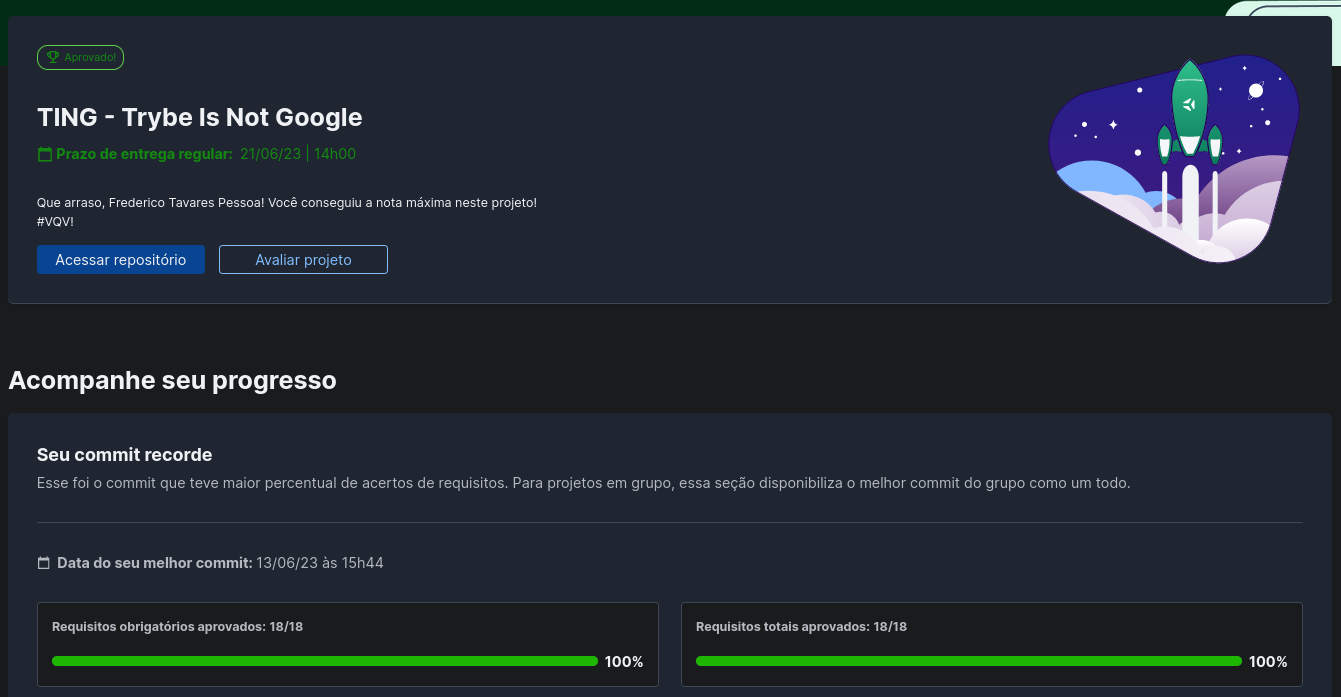 Aprovado!
TING - Trybe Is Not Google
Prazo de entrega regular: 21/06/23 | 14h00
Que arraso, Frederico Tavares Pessoa! Você conseguiu a nota máxima neste projeto!
#VQV!
Acessar repositório
Avaliar projeto
Acompanhe seu progresso
Seu commit recorde
Esse foi o commit que teve maior percentual de acertos de requisitos. Para projetos em grupo, essa seção disponibiliza o melhor commit do grupo como um todo.
Data do seu melhor commit: 13/06/23 às 15h44
Requisitos obrigatórios aprovados: 18/18
100%
Requisitos totais aprovados: 18/18
100%